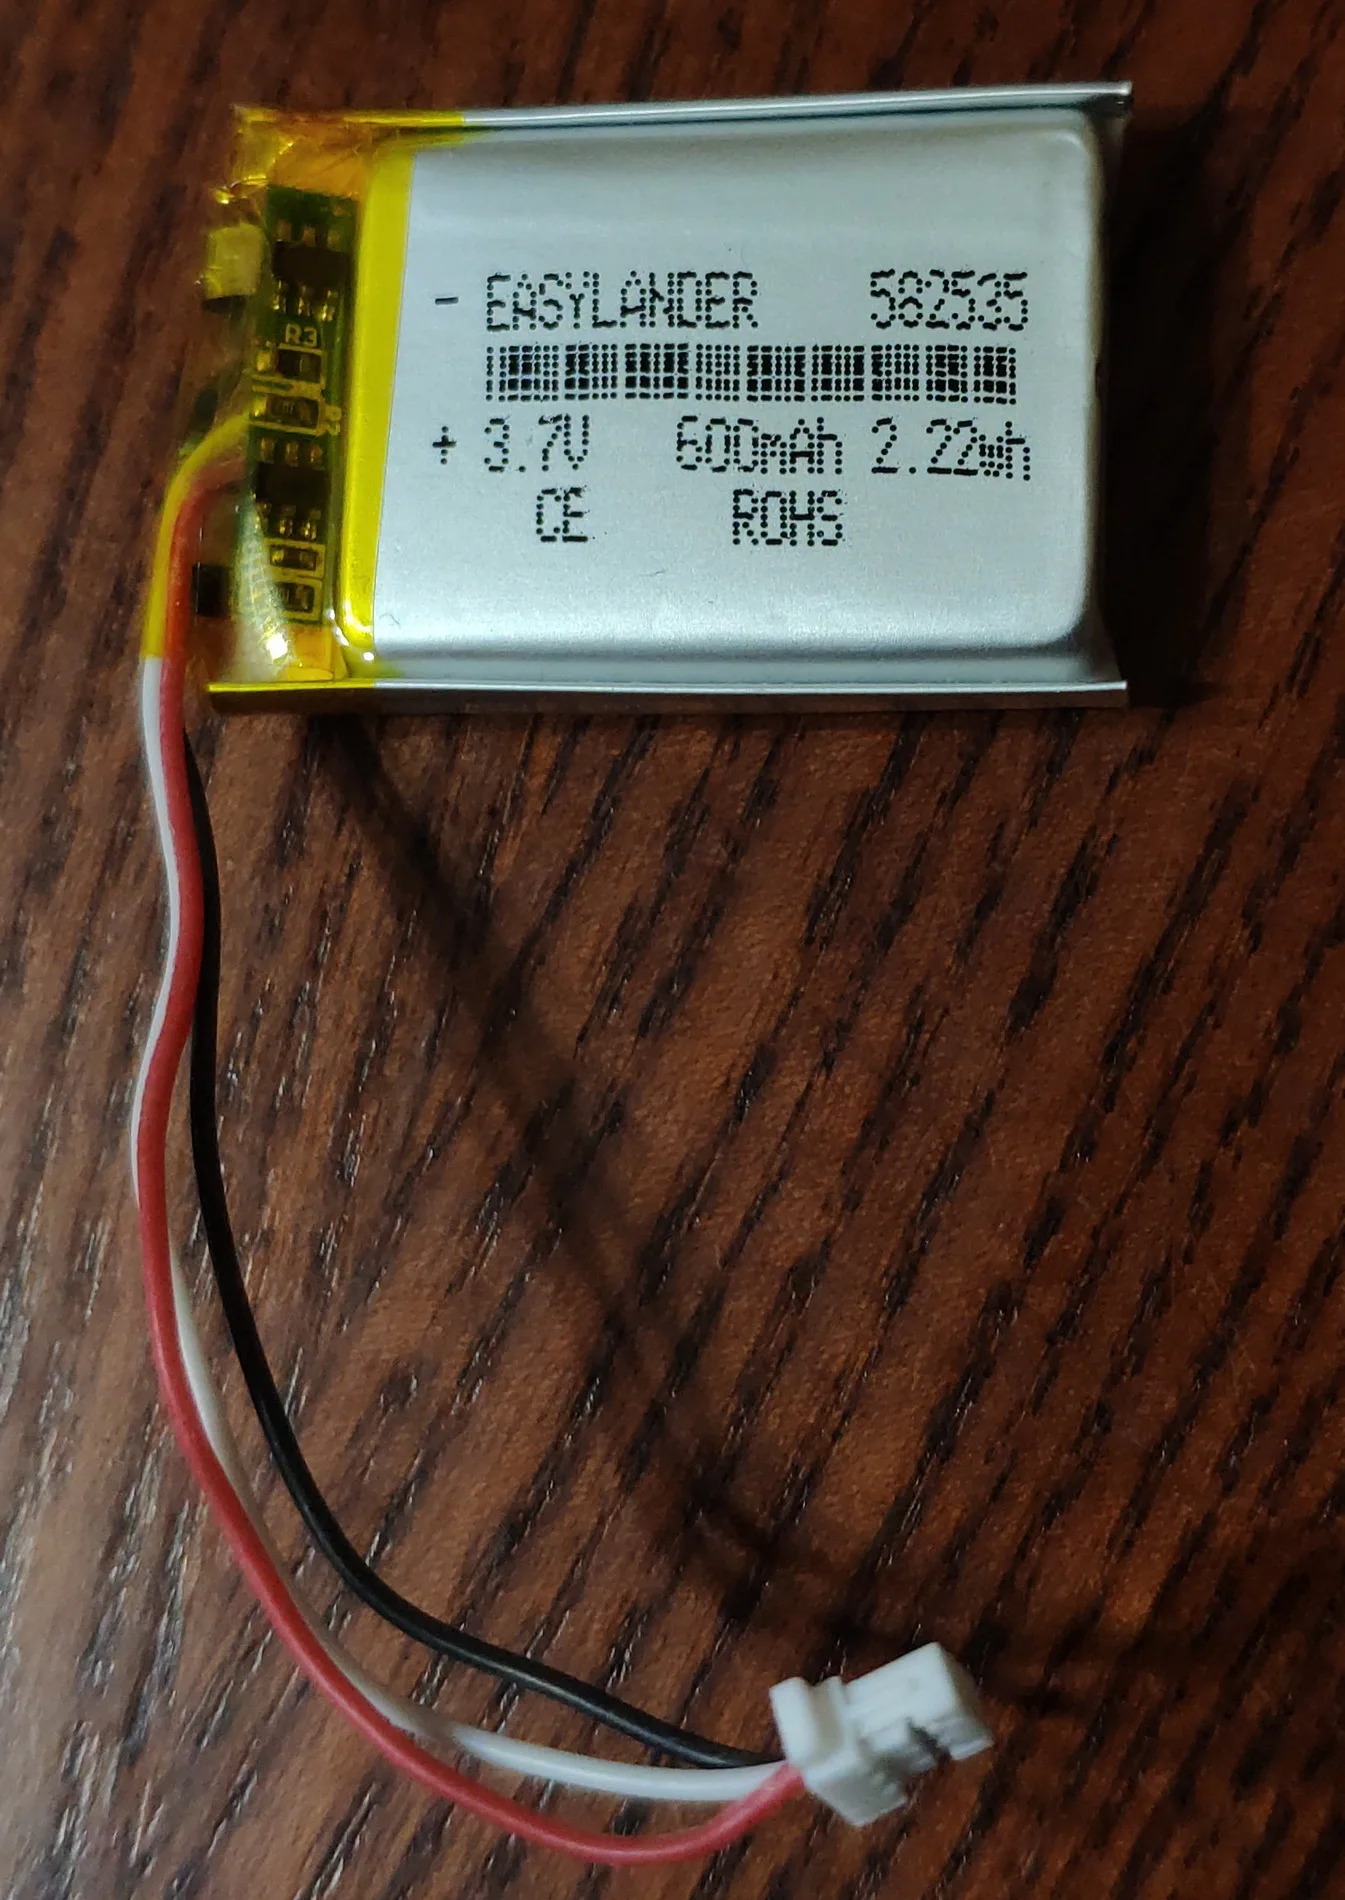 - EASYLANDER 582535
+ 3.7V 600mAh 2.22wh
CE ROHS
R3